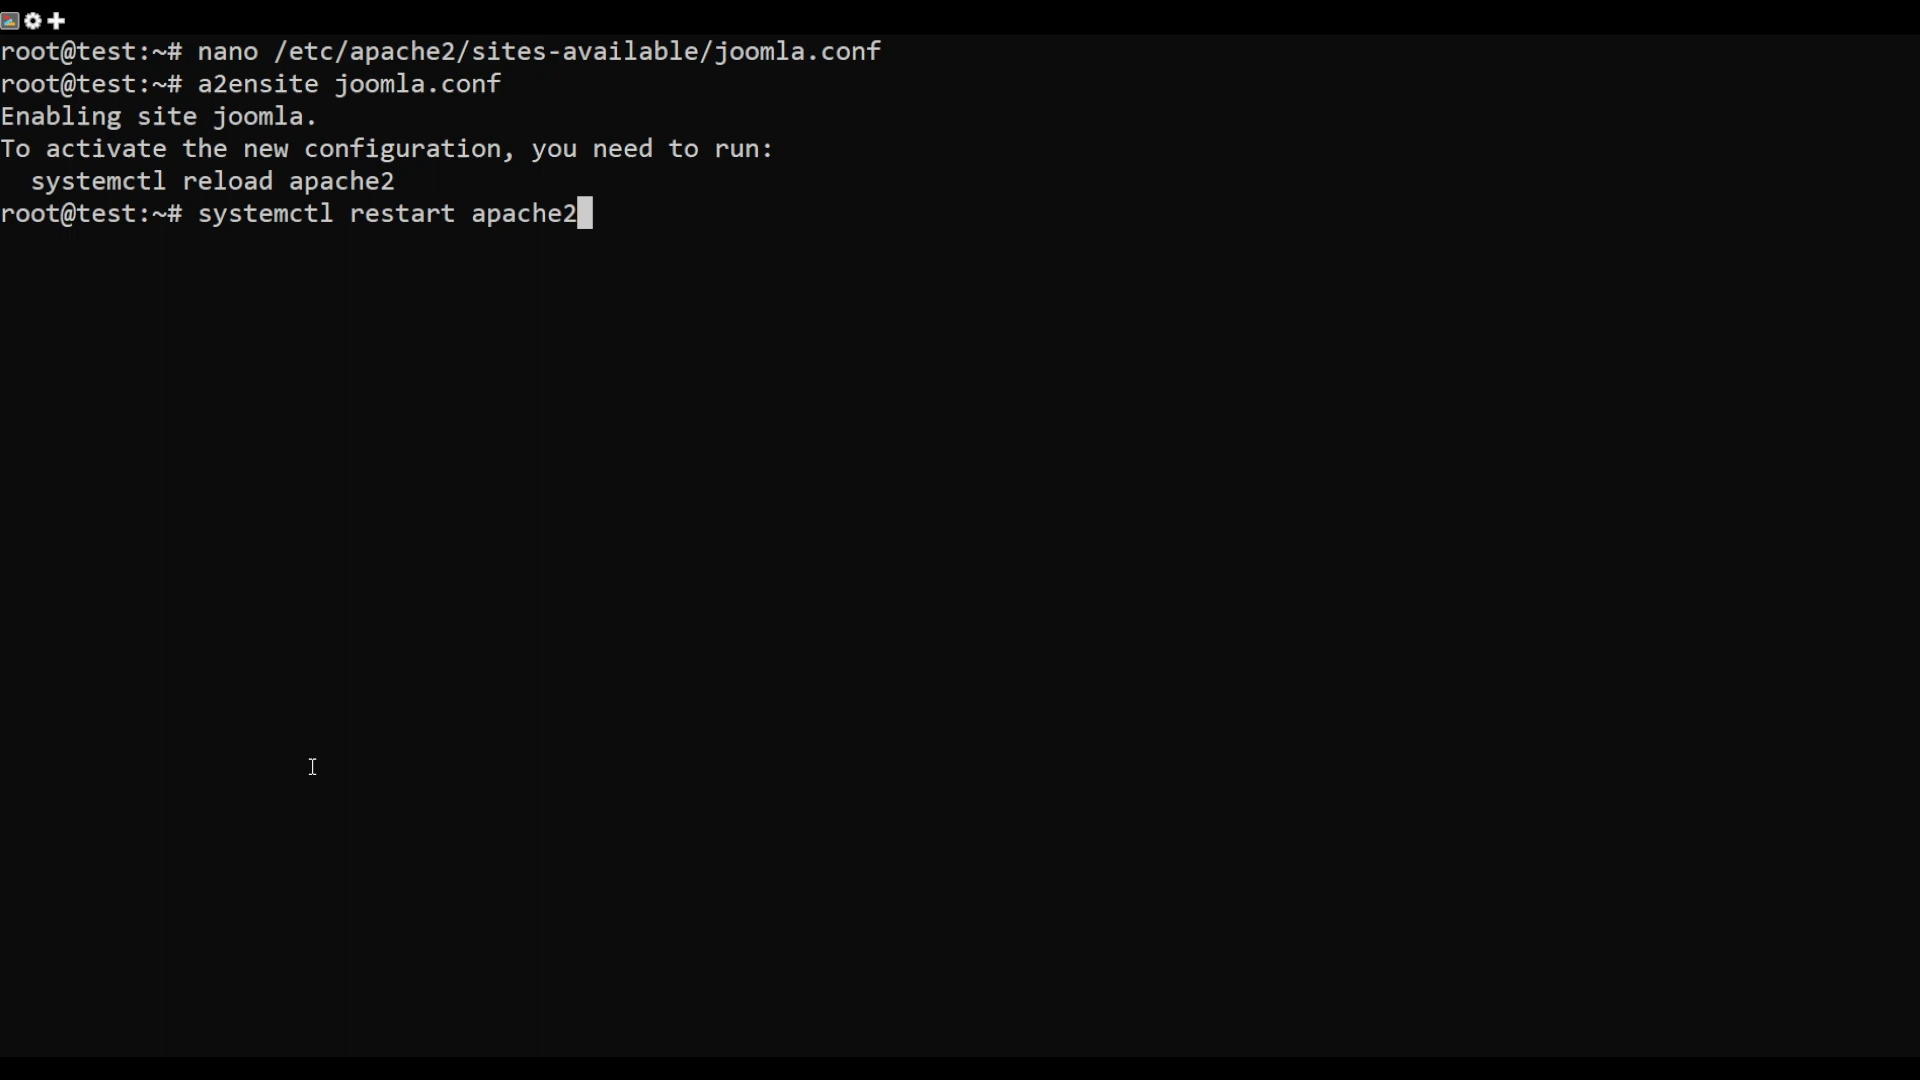 root@test:~# nano /etc/apache2/sites-available/joomla.conf
root@test:~# a2ensite joomla.conf
Enabling site joomla.
To activate the new configuration, you need to run:
  systemctl reload apache2
root@test:~# systemctl restart apache2